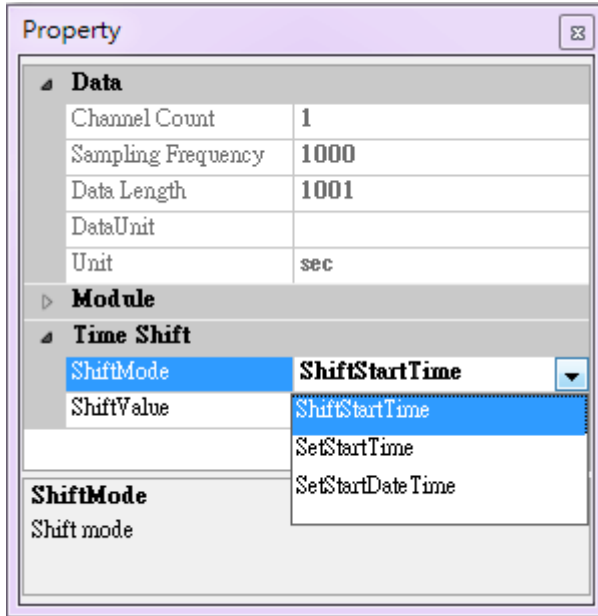 Property
Data
Channel Count 1
Sampling Frequency 1000
Data Length 1001
DataUnit
Unit sec
Module
Time Shift
ShiftMode ShiftStartTime
ShiftValue
ShiftStartTime
SetStartTime
SetStartDateTime
ShiftMode
Shift mode